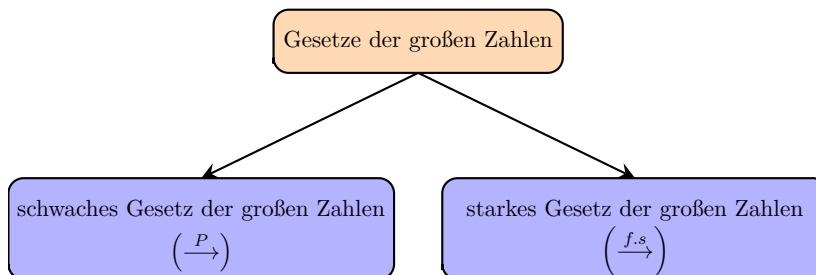 Gesetze der großen Zahlen
schwaches Gesetz der großen Zahlen
(P⟶)
starkes Gesetz der großen Zahlen
(f.s⟶)